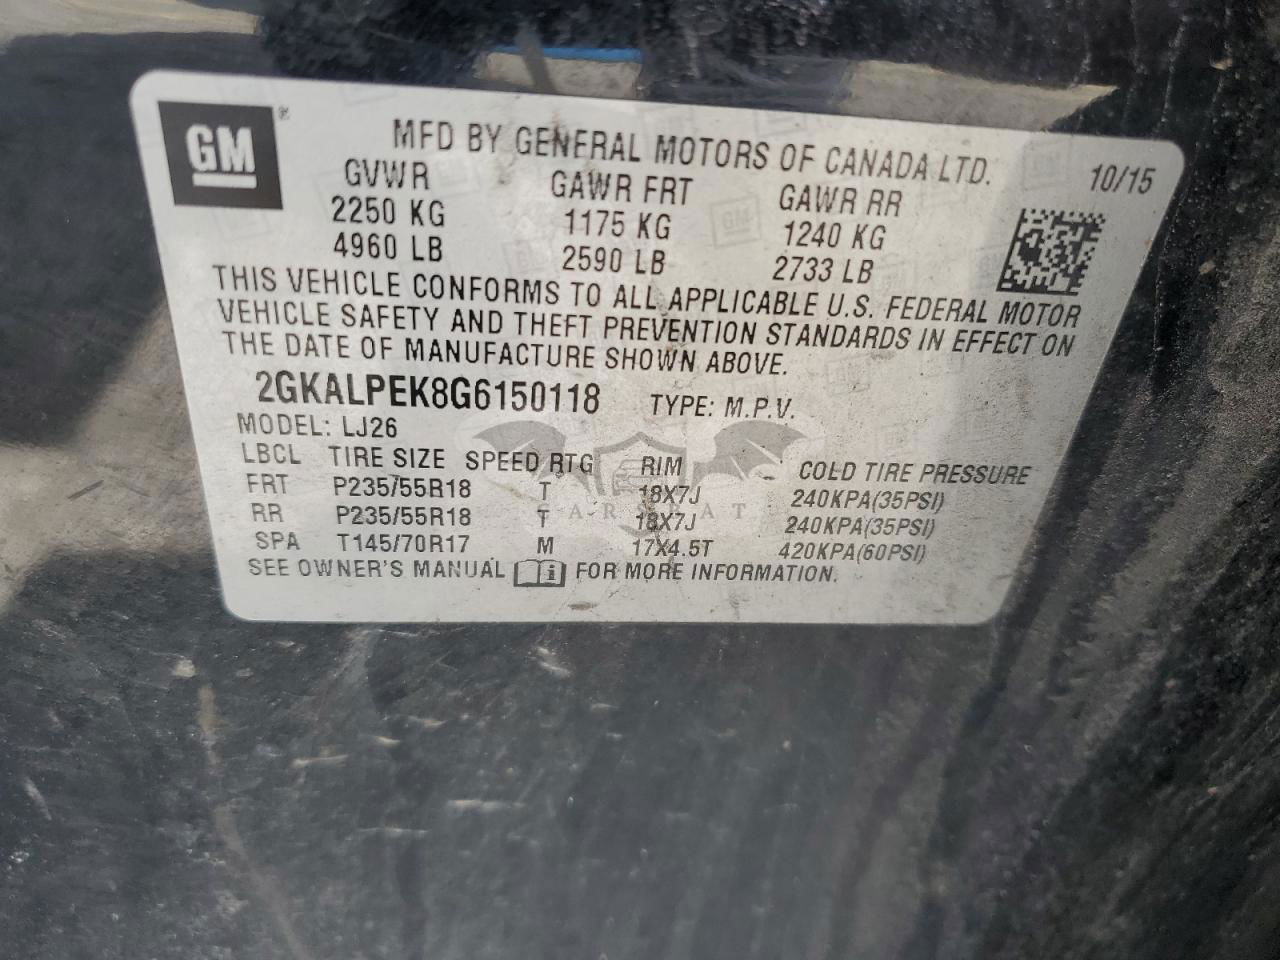 GM ®
MFD BY GENERAL MOTORS OF CANADA LTD. 10/15
GVWR GAWR FRT GAWR RR
2250 KG 1175 KG 1240 KG
4960 LB 2590 LB 2733 LB
THIS VEHICLE CONFORMS TO ALL APPLICABLE U.S. FEDERAL MOTOR
VEHICLE SAFETY AND THEFT PREVENTION STANDARDS IN EFFECT ON
THE DATE OF MANUFACTURE SHOWN ABOVE.
2GKALPEK8G6150118 TYPE: M.P.V.
MODEL: LJ26
LBCL TIRE SIZE SPEED RTG RIM COLD TIRE PRESSURE
FRT P235/55R18 T 18X7J 240KPA(35PSI)
RR P235/55R18 T 18X7J 240KPA(35PSI)
SPA T145/70R17 M 17X4.5T 420KPA(60PSI)
SEE OWNER'S MANUAL i FOR MORE INFORMATION.